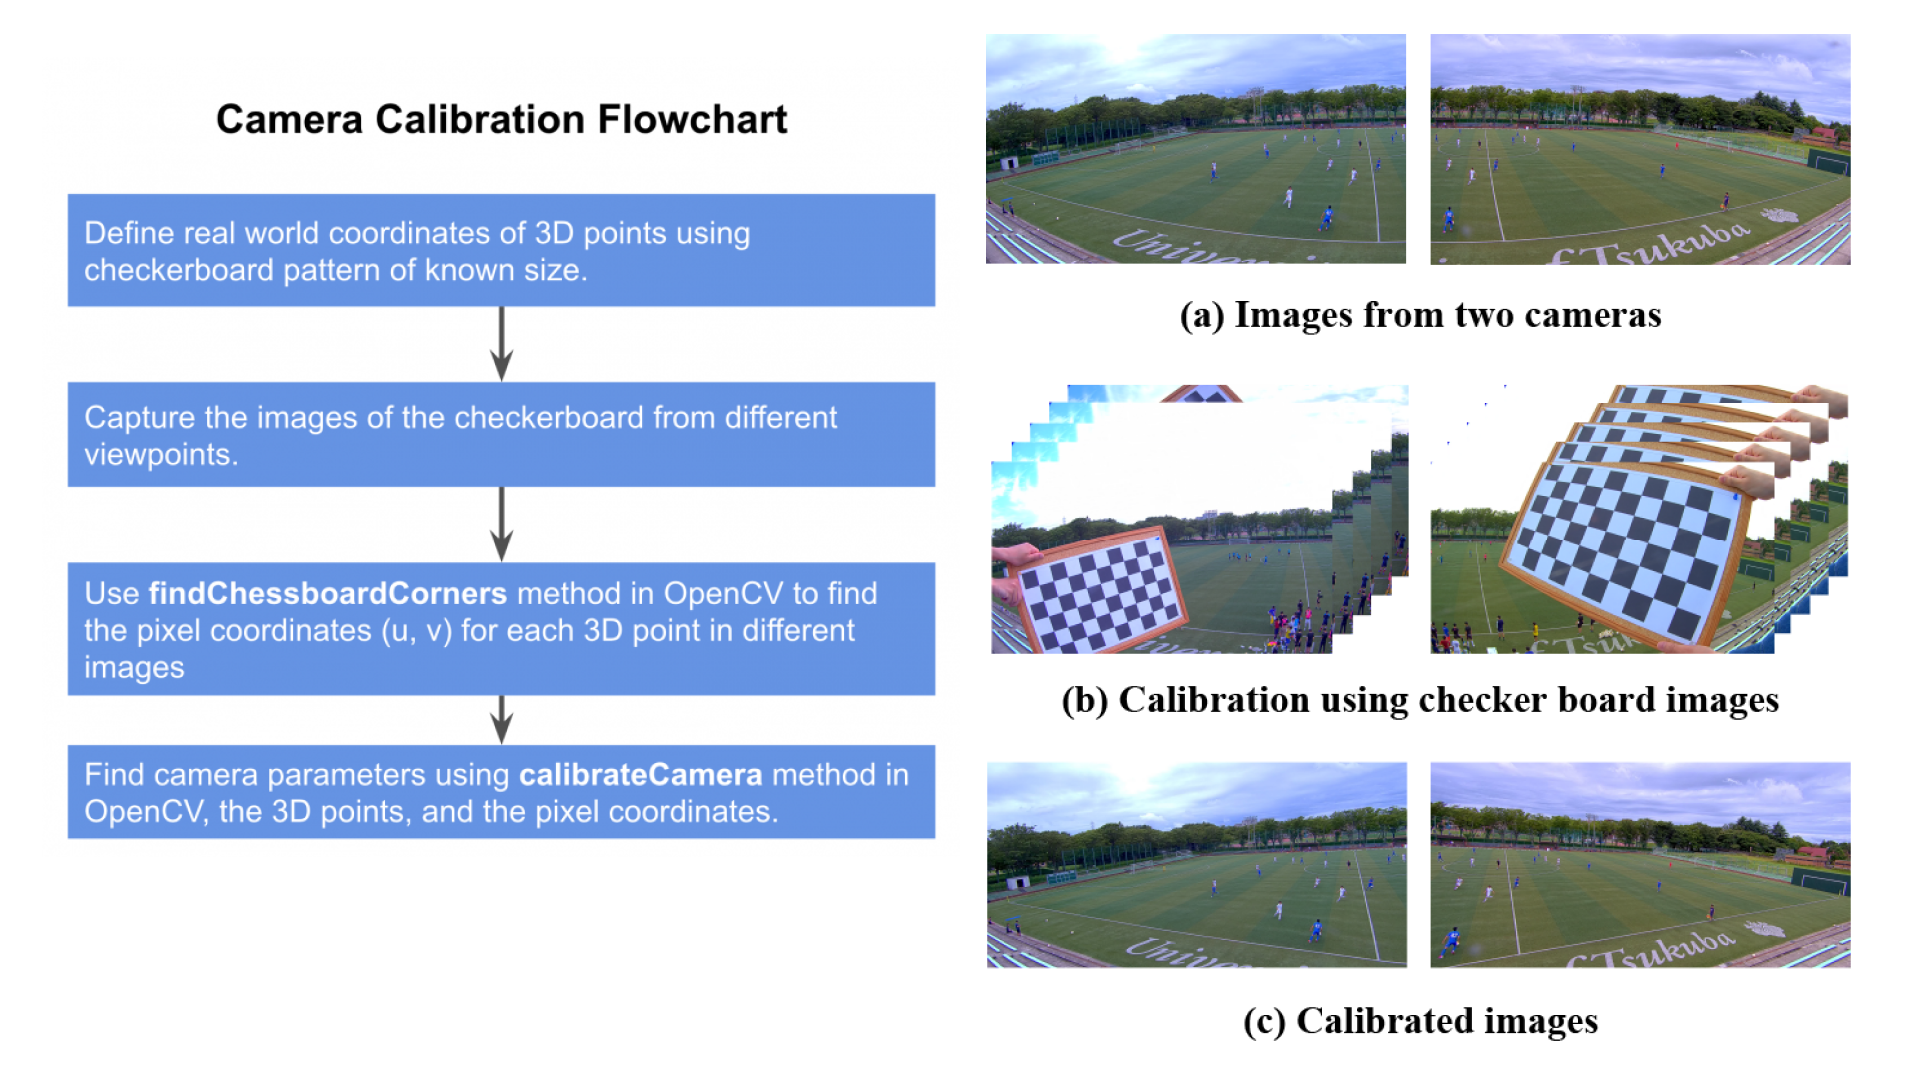 Camera Calibration Flowchart
Define real world coordinates of 3D points using
checkerboard pattern of known size.
Capture the images of the checkerboard from different
viewpoints.
Use findChessboardCorners method in OpenCV to find
the pixel coordinates (u, v) for each 3D point in different
images
Find camera parameters using calibrateCamera method in
OpenCV, the 3D points, and the pixel coordinates.
Universi
f Tsukuba
(a) Images from two cameras
(b) Calibration using checker board images
Univer
f Tsukuba
(c) Calibrated images